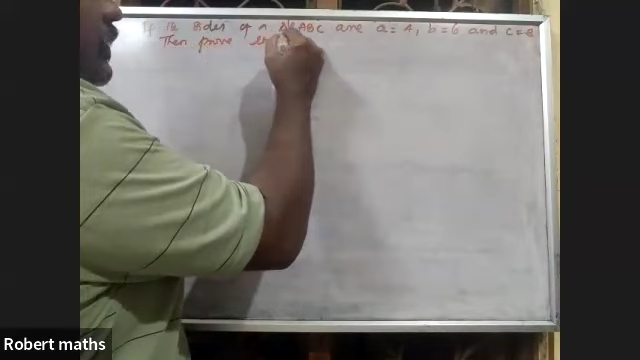 If the sides of a ABC are a = 4, b = 6 and c = 8
Then prove
Robert maths